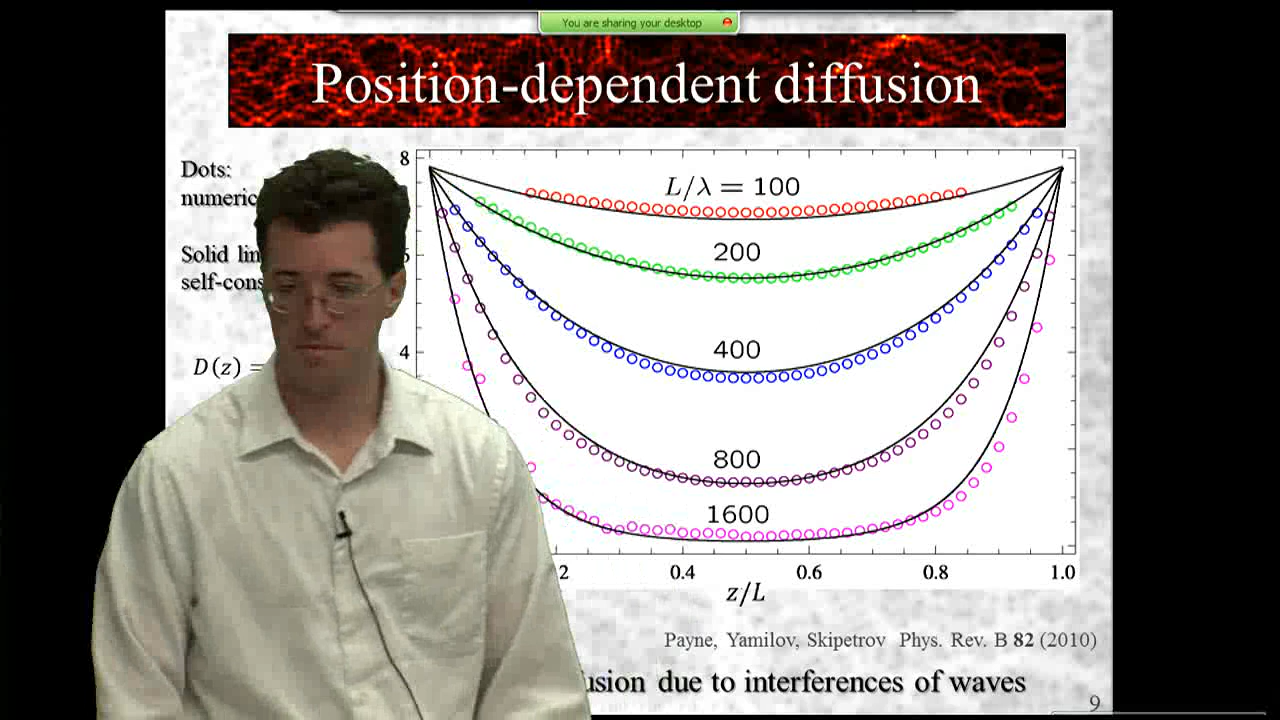 You are sharing your desktop
Position-dependent diffusion
Dots:
numeric
Solid lin
self-cons
D(z) =
8
4
L/λ = 100
200
400
800
1600
2 0.4 0.6 0.8 1.0
z/L
Payne, Yamilov, Skipetrov Phys. Rev. B 82 (2010)
usion due to interferences of waves
9